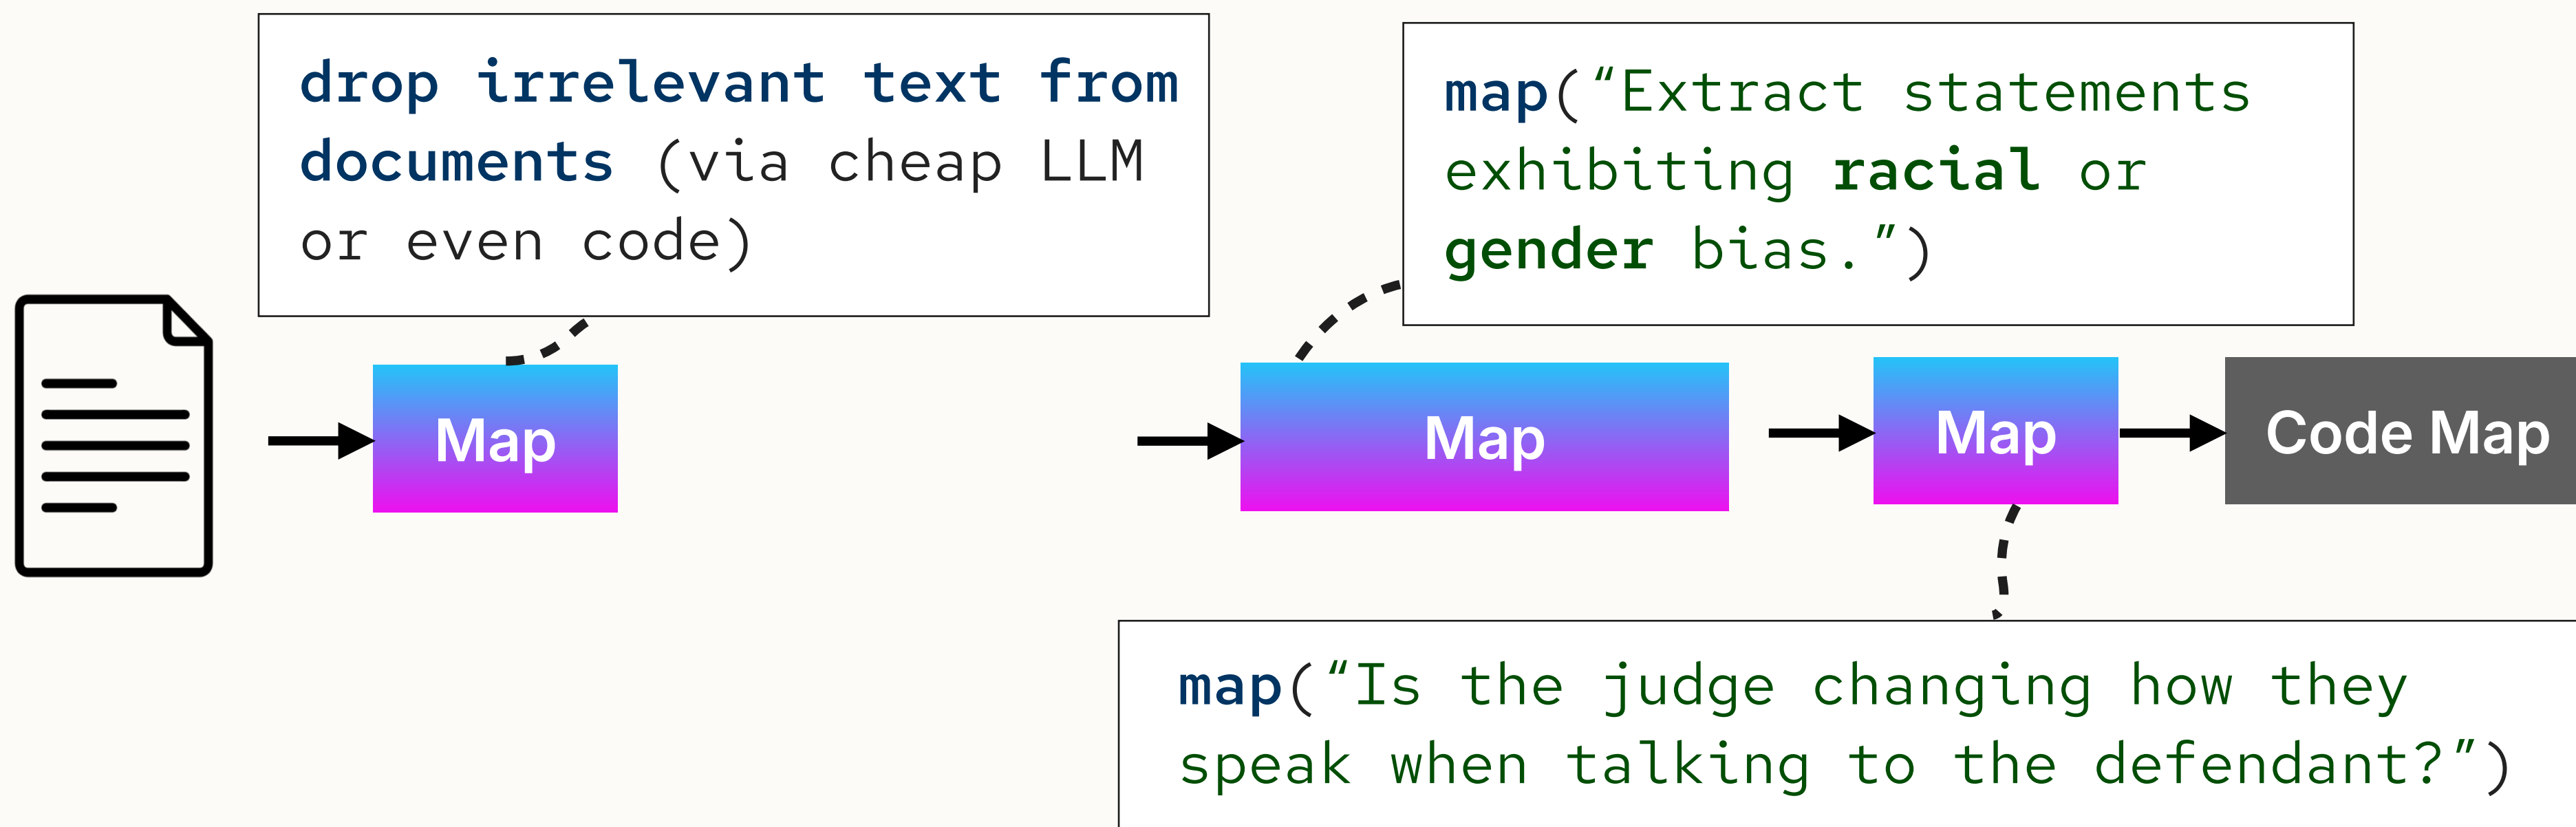 drop irrelevant text from
documents (via cheap LLM
or even code)
map(“Extract statements
exhibiting racial or
gender bias.”)
Map
Map
Map
Code Map
map(“Is the judge changing how they
speak when talking to the defendant?”)